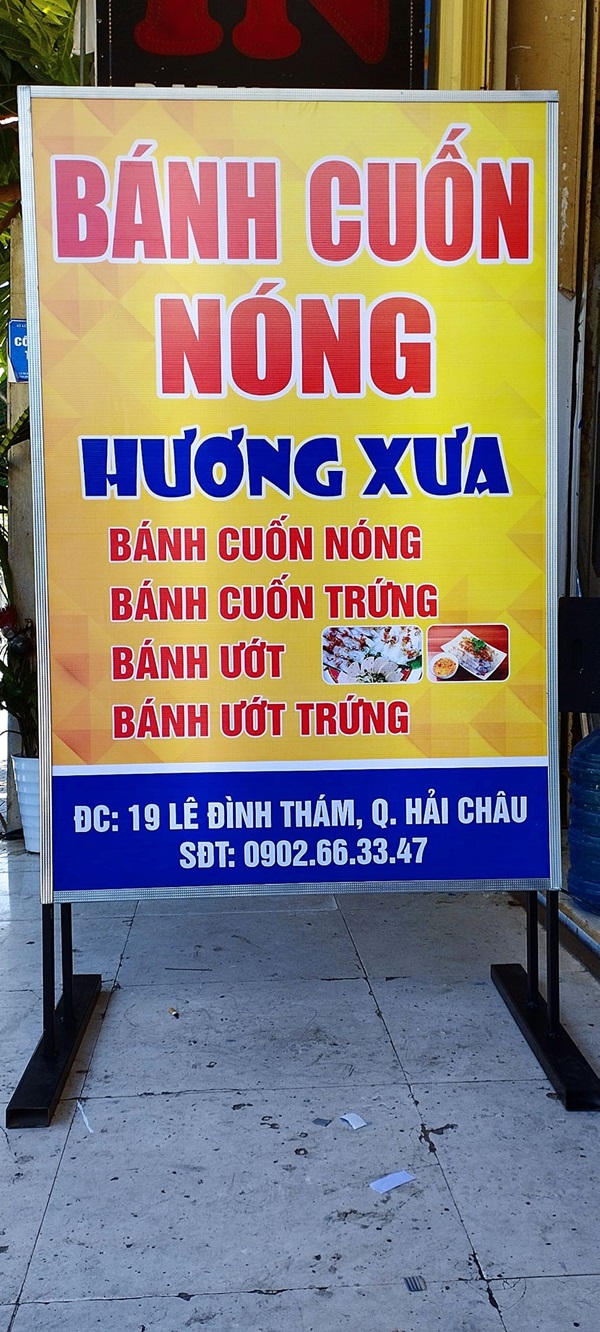 BÁNH CUỐN
NÓNG
HƯƠNG XƯA
BÁNH CUỐN NÓNG
BÁNH CUỐN TRỨNG
BÁNH ƯỚT
BÁNH ƯỚT TRỨNG
ĐC: 19 LÊ ĐÌNH THÁM, Q. HẢI CHÂU
SĐT: 0902.66.33.47